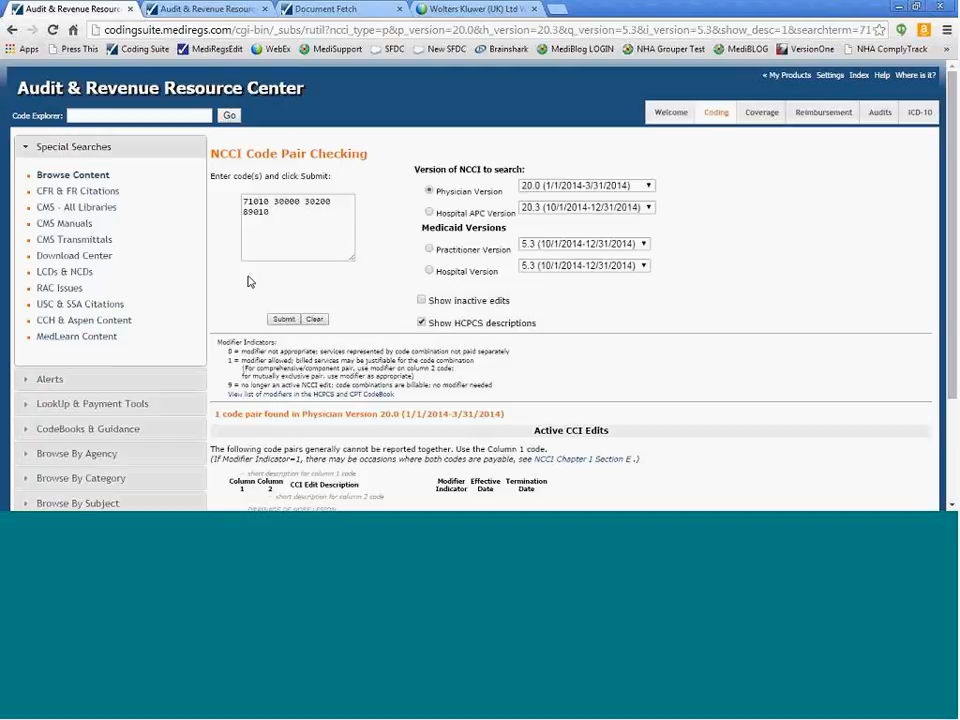 Audit & Revenue Resourc
Audit & Revenue Resourc
Document Fetch
Wolters Kluwer (UK) Ltd W
codingsuite.mediregs.com/cgi-bin/_subs/rutil?ncci_type=p&p_version=20.0&h_version=20.3&q_version=5.3&i_version=5.3&show_desc=1&searchterm=71
Apps
Press This
Coding Suite
MediRegsEdit
WebEx
MediSupport
SFDC
New SFDC
Brainshark
MediBlog LOGIN
NHA Grouper Test
MediBLOG
VersionOne
NHA ComplyTrack
»
« My Products Settings Index Help Where is it?
Audit & Revenue Resource Center
Code Explorer:
Go
Welcome
Coding
Coverage
Reimbursement
Audits
ICD-10
Special Searches
Browse Content
CFR & FR Citations
CMS - All Libraries
CMS Manuals
CMS Transmittals
Download Center
LCDs & NCDs
RAC Issues
USC & SSA Citations
CCH & Aspen Content
MedLearn Content
Alerts
LookUp & Payment Tools
CodeBooks & Guidance
Browse By Agency
Browse By Category
Browse By Subject
NCCI Code Pair Checking
Enter code(s) and click Submit:
71010 30000 30200
89010
Submit
Clear
Version of NCCI to search:
Physician Version
20.0 (1/1/2014-3/31/2014)
Hospital APC Version
20.3 (10/1/2014-12/31/2014)
Medicaid Versions
Practitioner Version
5.3 (10/1/2014-12/31/2014)
Hospital Version
5.3 (10/1/2014-12/31/2014)
Show inactive edits
Show HCPCS descriptions
Modifier Indicators:
0 = modifier not appropriate; services represented by code combination not paid separately
1 = modifier allowed; billed services may be justifiable for the code combination
(For comprehensive/component pair, use modifier on column 2 code;
for mutually exclusive pair, use modifier as appropriate)
9 = no longer an active NCCI edit; code combinations are billable; no modifier needed
View list of modifiers in the HCPCS and CPT CodeBook
1 code pair found in Physician Version 20.0 (1/1/2014-3/31/2014)
Active CCI Edits
The following code pairs generally cannot be reported together. Use the Column 1 code.
(If Modifier Indicator=1, there may be occasions where both codes are payable, see NCCI Chapter 1 Section E .)
short description for column 1 code
Column 1
Column 2
CCI Edit Description
Modifier Indicator
Effective Date
Termination Date
short description for column 2 code